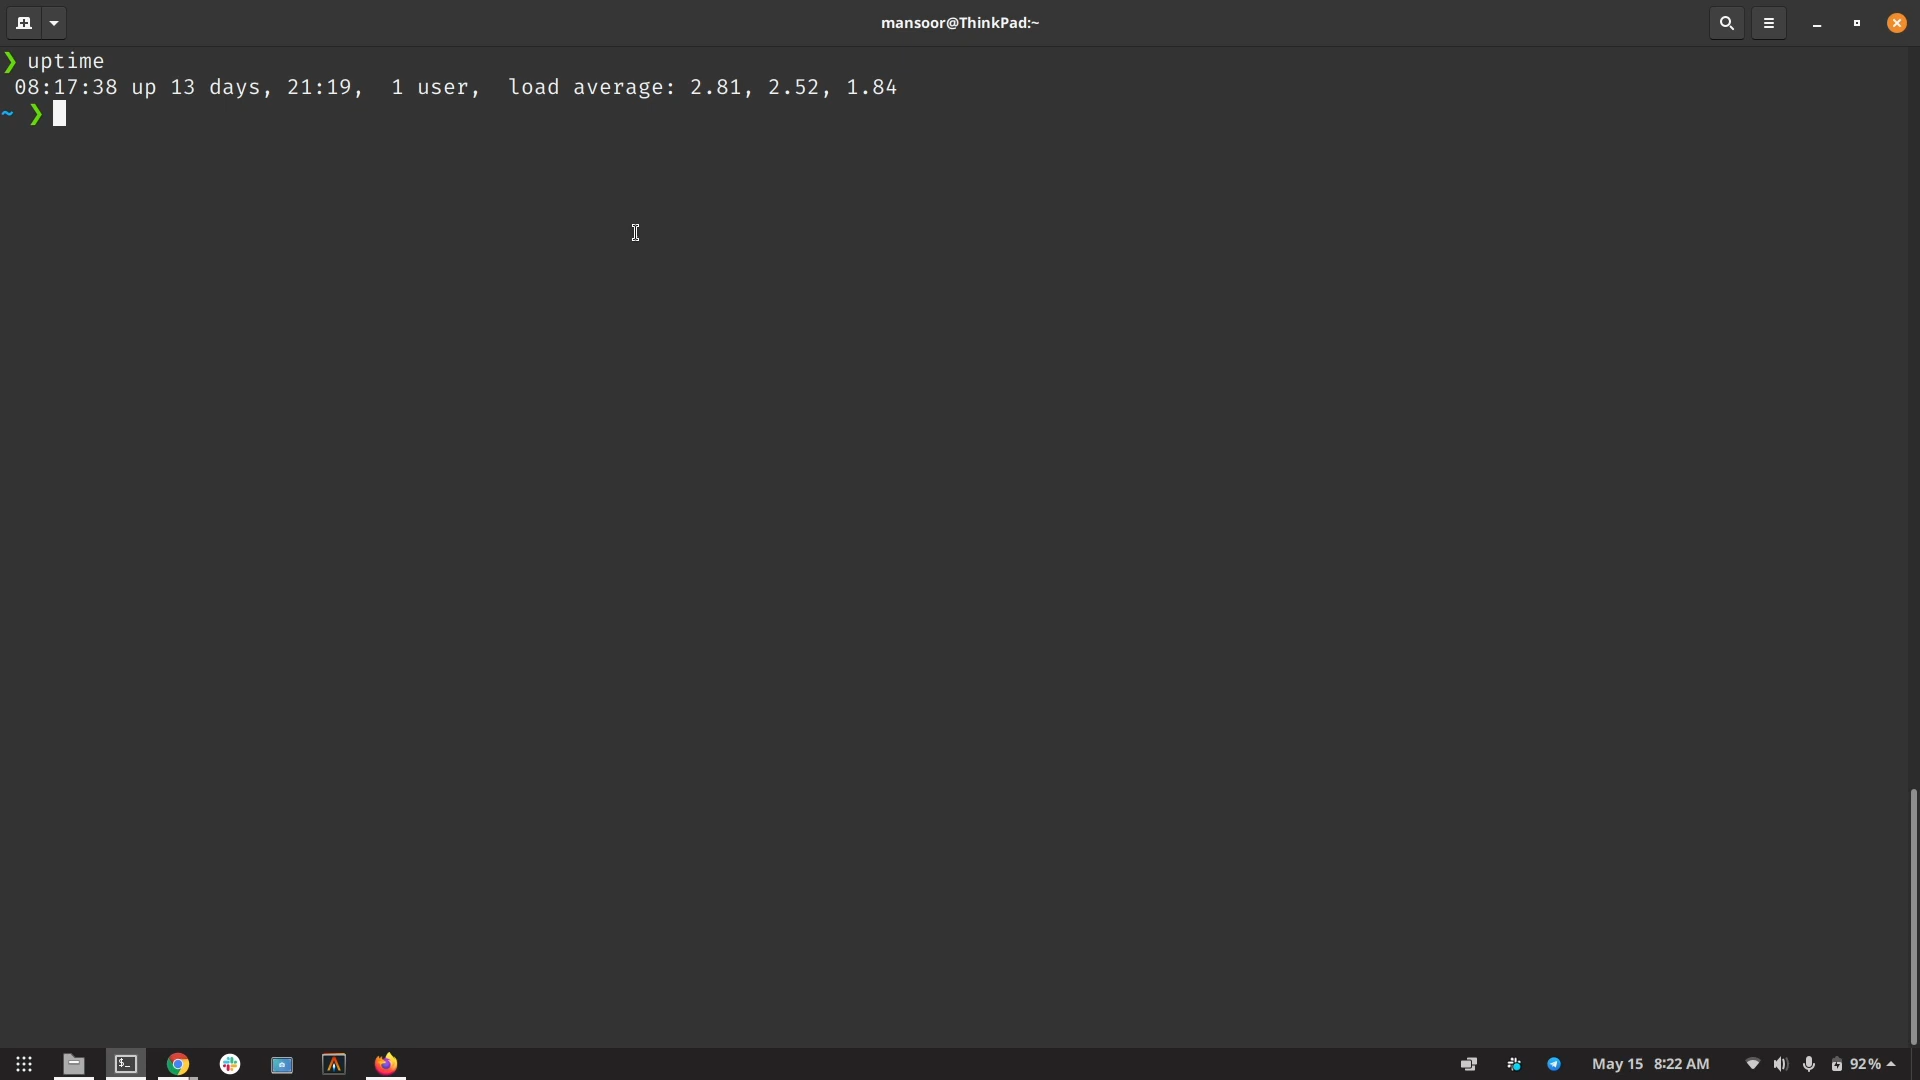 mansoor@ThinkPad:~
❯ uptime
08:17:38 up 13 days, 21:19,  1 user,  load average: 2.81, 2.52, 1.84
~ ❯
May 15 8:22 AM
92%